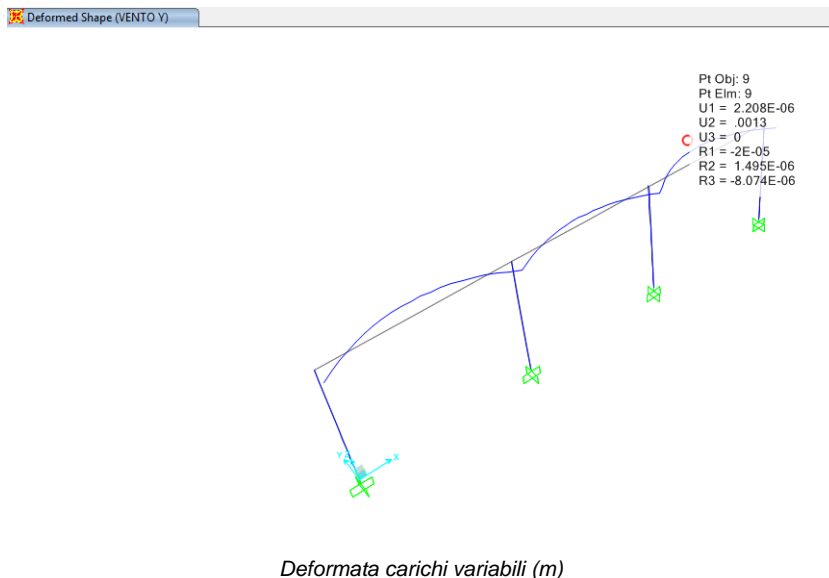 Deformed Shape (VENTO Y)
Pt Obj: 9
Pt Elm: 9
U1 = 2.208E-06
U2 = .0013
U3 = 0
R1 = -2E-05
R2 = 1.495E-06
R3 = -8.074E-06
Y
X
Deformata carichi variabili (m)